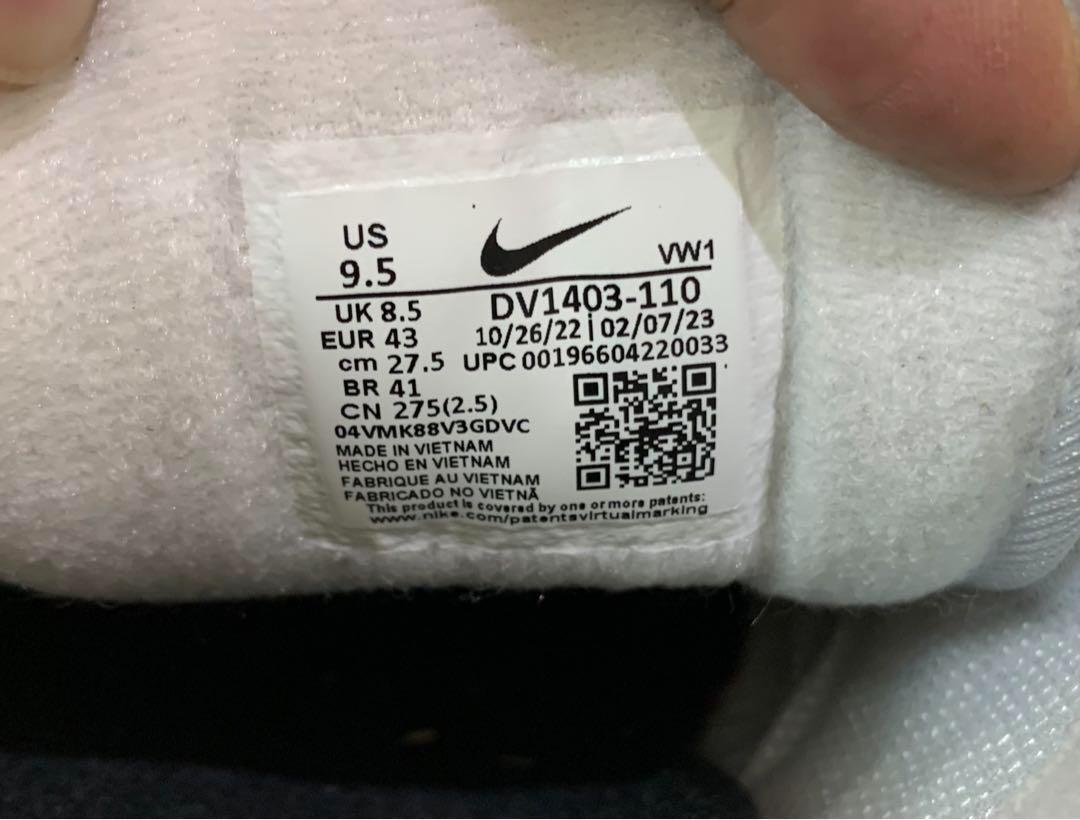 US
9.5
VW1
UK 8.5
DV1403-110
EUR 43
10/26/22 | 02/07/23
cm 27.5
UPC 00196604220033
BR 41
CN 275(2.5)
04VMK88V3GDVC
MADE IN VIETNAM
HECHO EN VIETNAM
FABRIQUE AU VIETNAM
FABRICADO NO VIETNÃ
This product is covered by one or more patents:
www.nike.com/patentsvirtualmarking